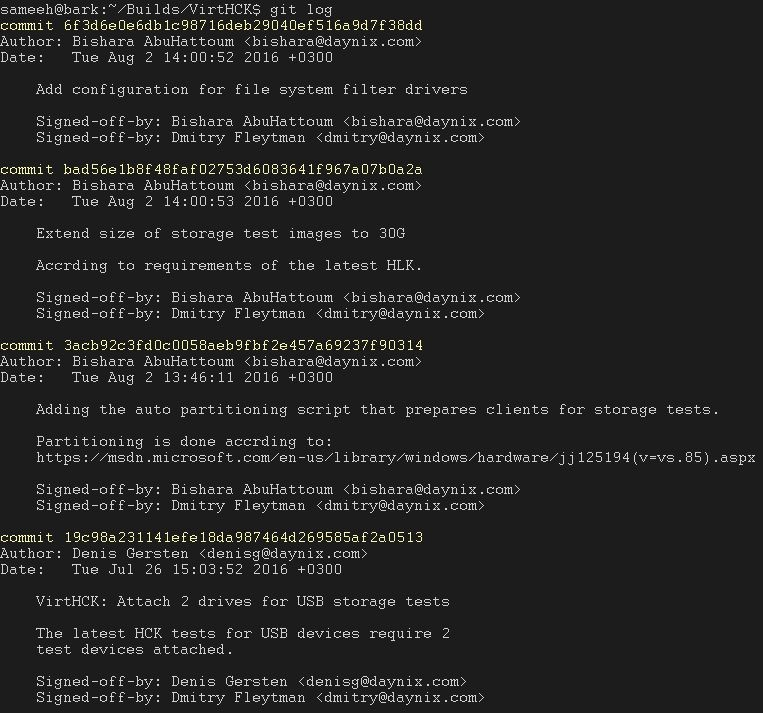 sameeh@bark:~/Builds/VirtHCK$ git log
commit 6f3d6e0e6db1c98716deb29040ef516a9d7f38dd
Author: Bishara AbuHattoum <bishara@daynix.com>
Date:   Tue Aug 2 14:00:52 2016 +0300
Add configuration for file system filter drivers
Signed-off-by: Bishara AbuHattoum <bishara@daynix.com>
Signed-off-by: Dmitry Fleytman <dmitry@daynix.com>
commit bad56e1b8f48faf02753d6083641f967a07b0a2a
Author: Bishara AbuHattoum <bishara@daynix.com>
Date:   Tue Aug 2 14:00:53 2016 +0300
Extend size of storage test images to 30G
Accrding to requirements of the latest HLK.
Signed-off-by: Bishara AbuHattoum <bishara@daynix.com>
Signed-off-by: Dmitry Fleytman <dmitry@daynix.com>
commit 3acb92c3fd0c0058aeb9fbf2e457a69237f90314
Author: Bishara AbuHattoum <bishara@daynix.com>
Date:   Tue Aug 2 13:46:11 2016 +0300
Adding the auto partitioning script that prepares clients for storage tests.
Partitioning is done accrding to:
https://msdn.microsoft.com/en-us/library/windows/hardware/jj125194(v=vs.85).aspx
Signed-off-by: Bishara AbuHattoum <bishara@daynix.com>
Signed-off-by: Dmitry Fleytman <dmitry@daynix.com>
commit 19c98a231141efe18da987464d269585af2a0513
Author: Denis Gersten <denisg@daynix.com>
Date:   Tue Jul 26 15:03:52 2016 +0300
VirtHCK: Attach 2 drives for USB storage tests
The latest HCK tests for USB devices require 2
test devices attached.
Signed-off-by: Denis Gersten <denisg@daynix.com>
Signed-off-by: Dmitry Fleytman <dmitry@daynix.com>